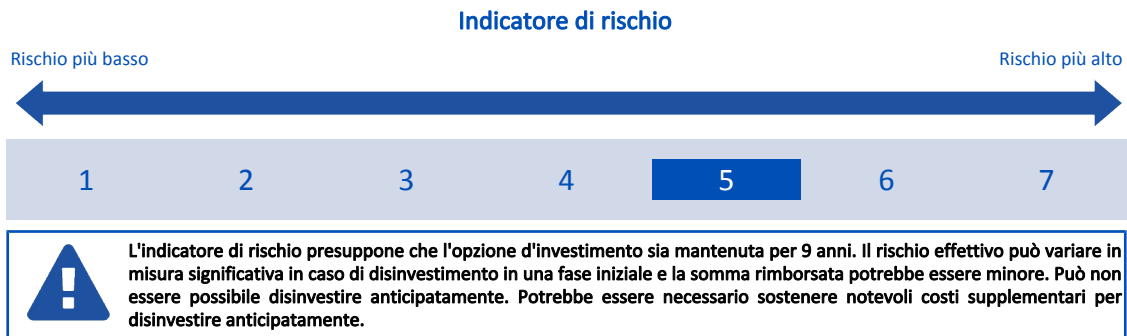 Indicatore di rischio
Rischio più basso
Rischio più alto
1 2 3 4 5 6 7
L'indicatore di rischio presuppone che l'opzione d'investimento sia mantenuta per 9 anni. Il rischio effettivo può variare in
misura significativa in caso di disinvestimento in una fase iniziale e la somma rimborsata potrebbe essere minore. Può non
essere possibile disinvestire anticipatamente. Potrebbe essere necessario sostenere notevoli costi supplementari per
disinvestire anticipatamente.